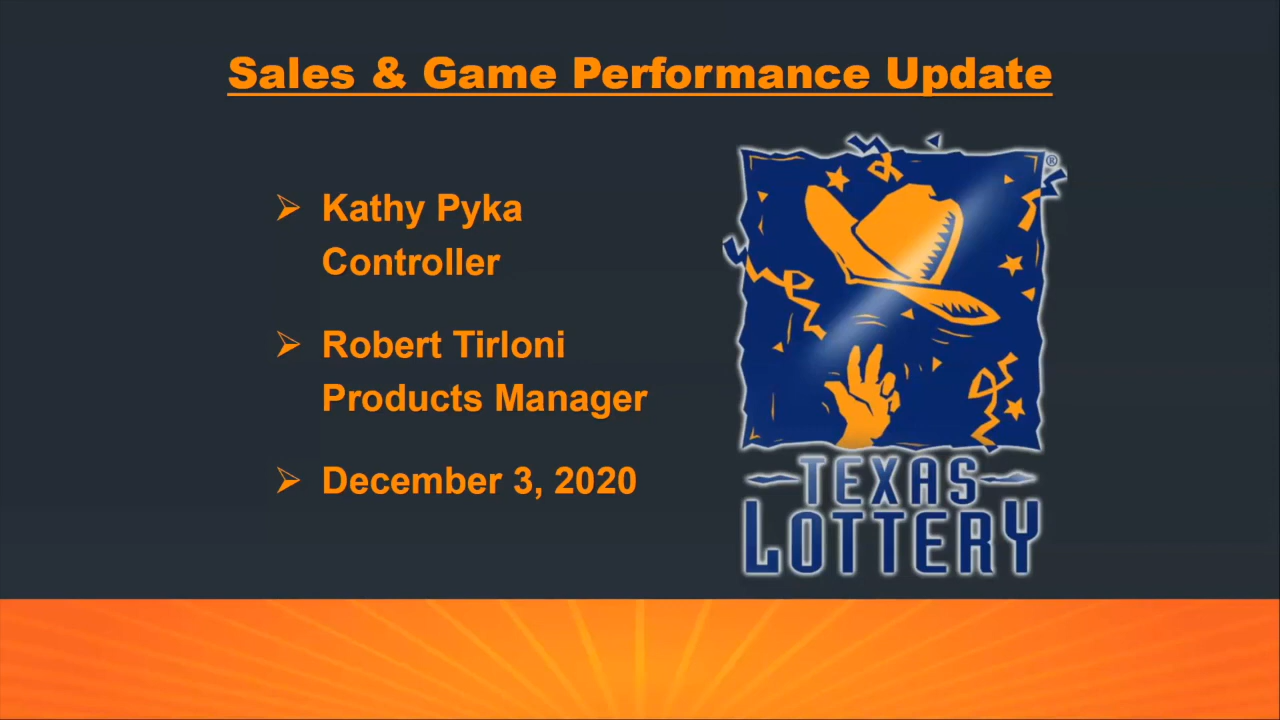 Sales & Game Performance Update
Kathy Pyka
Controller
Robert Tirloni
Products Manager
December 3, 2020
®
TEXAS
LOTTERY